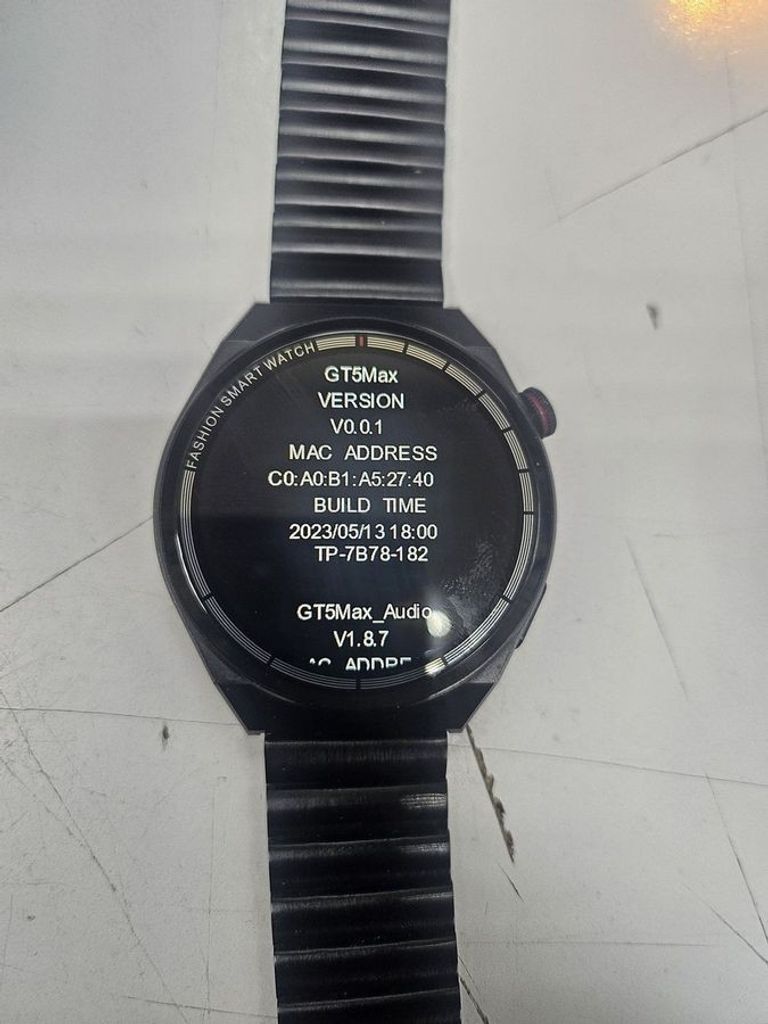 FASHION SMART WATCH
GT5Max
VERSION
V0.0.1
MAC ADDRESS
C0:A0:B1:A5:27:40
BUILD TIME
2023/05/13 18:00
TP-7B78-182
GT5Max_Audio
V1.8.7